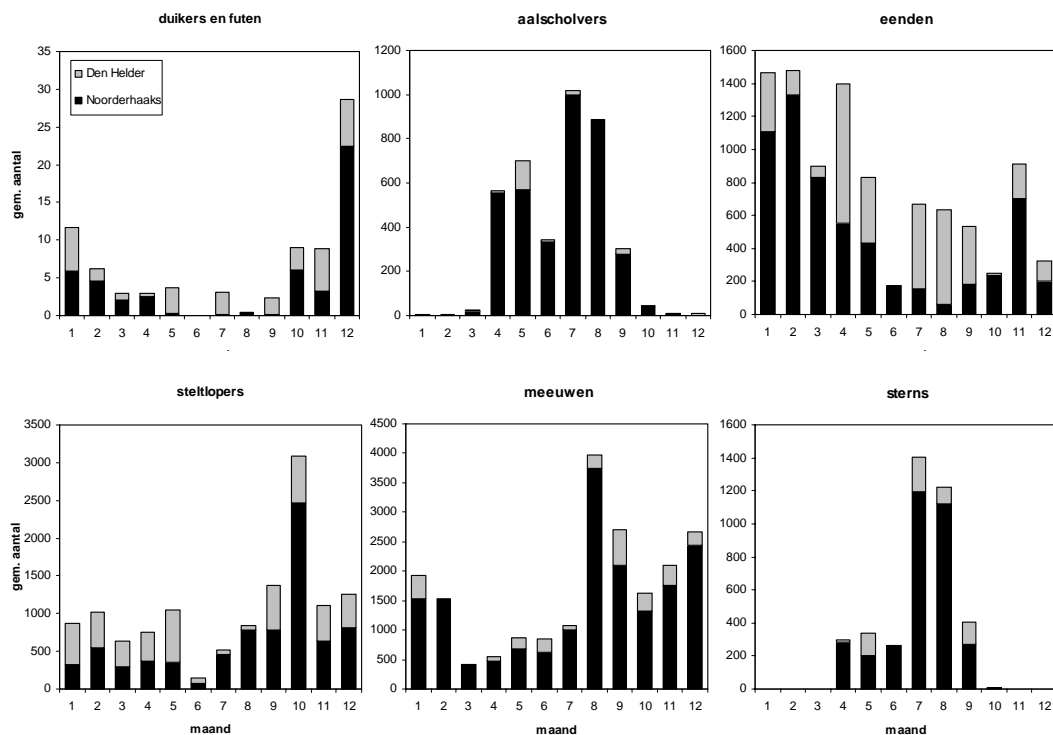 duikers en futen
aalscholvers
eenden
gem. aantal
35
30
25
20
15
10
5
0
Den Helder
Noorderhaaks
1 2 3 4 5 6 7 8 9 10 11 12
1200
1000
800
600
400
200
0
1 2 3 4 5 6 7 8 9 10 11 12
1600
1400
1200
1000
800
600
400
200
0
1 2 3 4 5 6 7 8 9 10 11 12
steltlopers
meeuwen
sterns
gem. aantal
3500
3000
2500
2000
1500
1000
500
0
1 2 3 4 5 6 7 8 9 10 11 12
maand
4500
4000
3500
3000
2500
2000
1500
1000
500
0
1 2 3 4 5 6 7 8 9 10 11 12
maand
1600
1400
1200
1000
800
600
400
200
0
1 2 3 4 5 6 7 8 9 10 11 12
maand